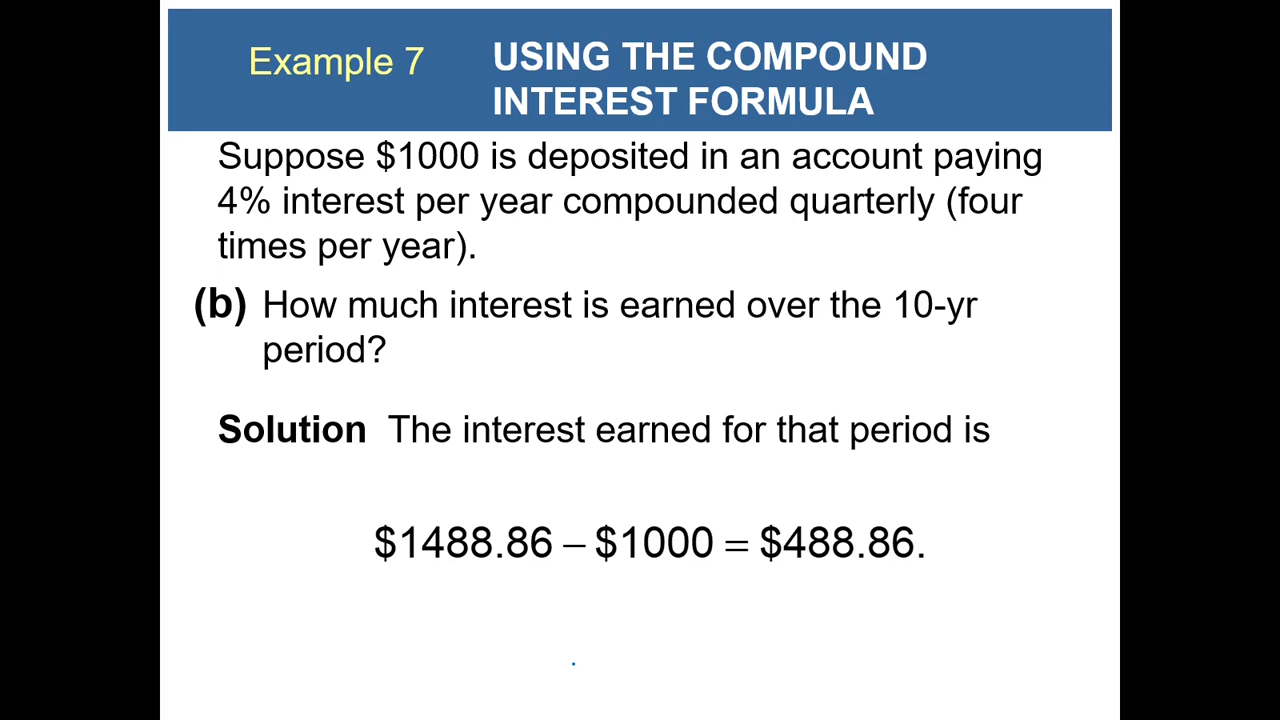 Example 7
USING THE COMPOUND
INTEREST FORMULA
Suppose $1000 is deposited in an account paying
4% interest per year compounded quarterly (four
times per year).
(b) How much interest is earned over the 10-yr
period?
Solution The interest earned for that period is
$1488.86 – $1000 = $488.86.